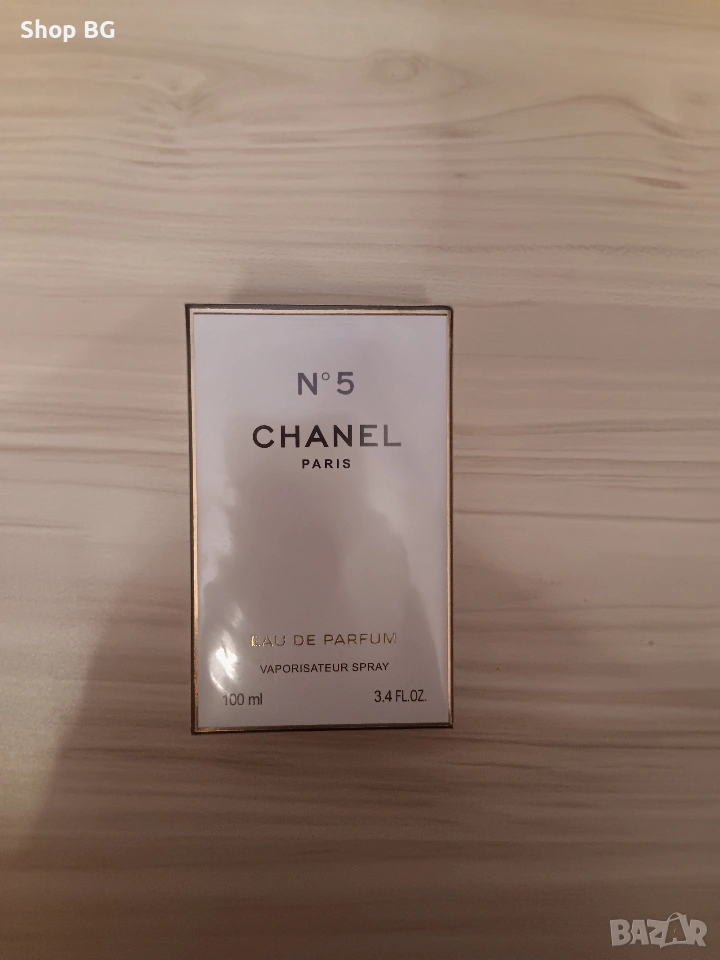 Shop BG
N°5
CHANEL
PARIS
EAU DE PARFUM
VAPORISATEUR SPRAY
100 ml 3.4 FL.OZ.
BAZAR